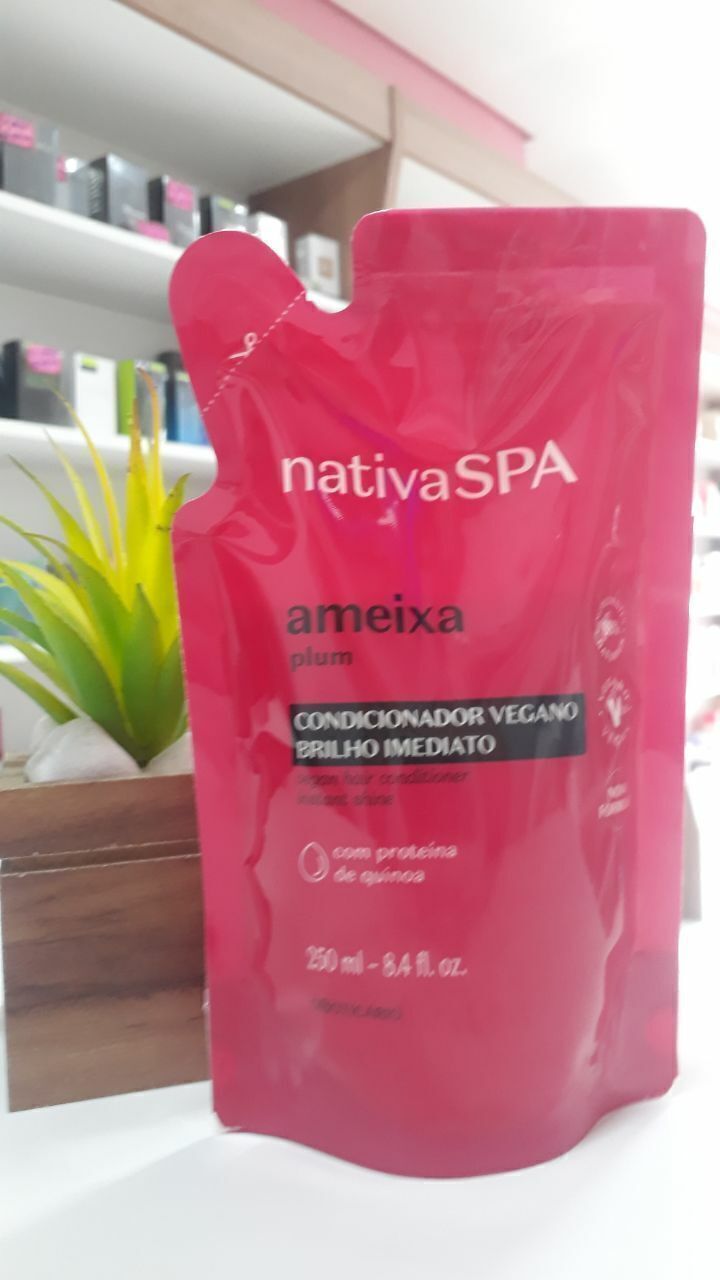 nativaSPA
ameixa
plum
CONDICIONADOR VEGANO
BRILHO IMEDIATO
vegan hair conditioner
instant shine
com proteína
de quinoa
250 ml - 8.4 fl. oz.
OBOTICÁRIO